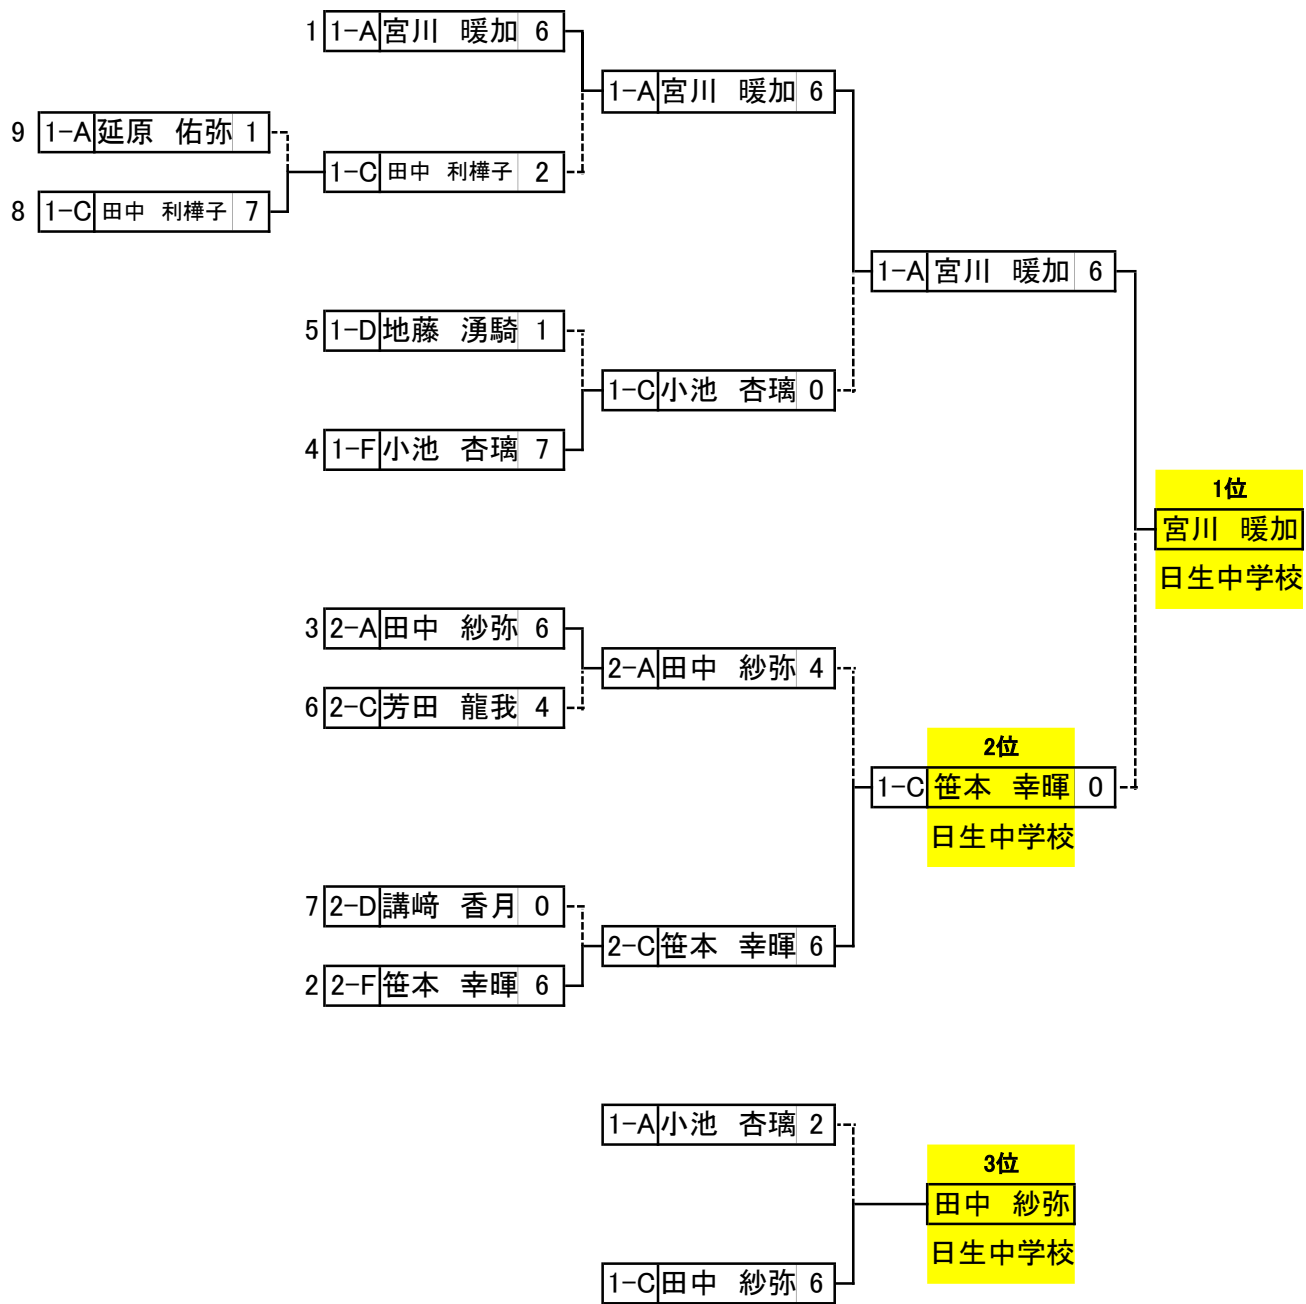 1 1-A 宮川 暖加 6
1-A 宮川 暖加 6
9 1-A 延原 佑弥 1
1-C 田中 利樺子 2
8 1-C 田中 利樺子 7
1-A 宮川 暖加 6
5 1-D 地藤 湧騎 1
1-C 小池 杏璃 0
4 1-F 小池 杏璃 7
1位
宮川 暖加
日生中学校
3 2-A 田中 紗弥 6
2-A 田中 紗弥 4
6 2-C 芳田 龍我 4
2位
1-C 笹本 幸暉 0
日生中学校
7 2-D 講﨑 香月 0
2-C 笹本 幸暉 6
2 2-F 笹本 幸暉 6
1-A 小池 杏璃 2
3位
田中 紗弥
日生中学校
1-C 田中 紗弥 6